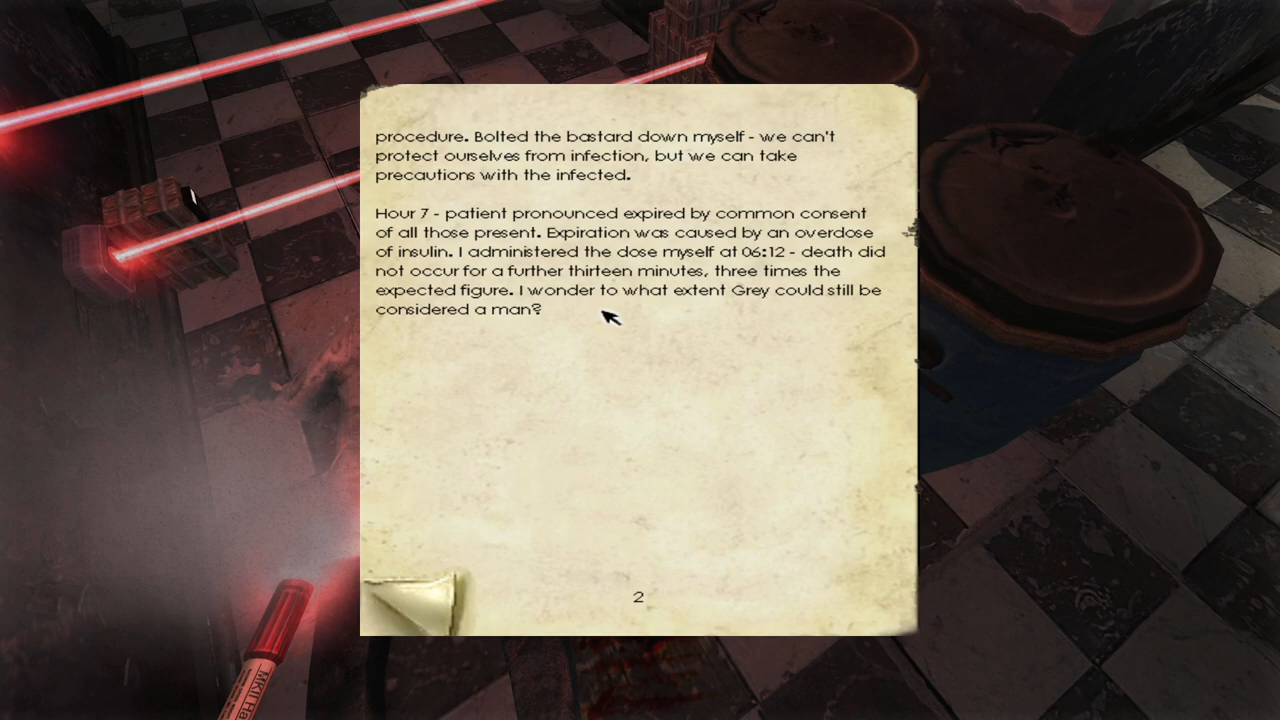 procedure. Bolted the bastard down myself - we can't
protect ourselves from infection, but we can take
precautions with the infected.
Hour 7 - patient pronounced expired by common consent
of all those present. Expiration was caused by an overdose
of insulin. I administered the dose myself at 06:12 - death did
not occur for a further thirteen minutes, three times the
expected figure. I wonder to what extent Grey could still be
considered a man?
2
MKII Ha